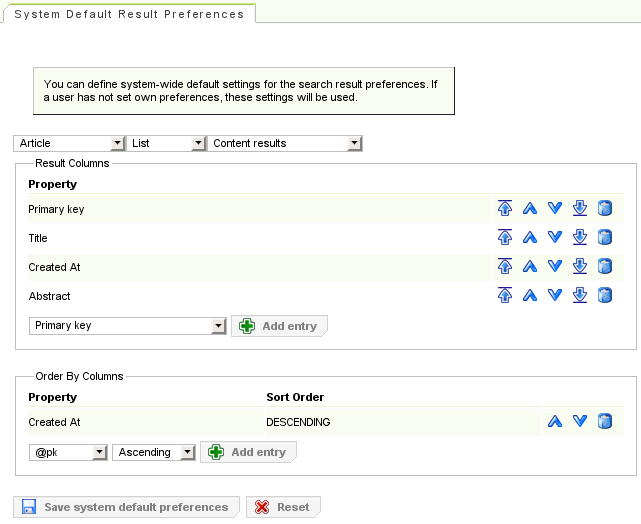 System Default Result Preferences
You can define system-wide default settings for the search result preferences. If
a user has not set own preferences, these settings will be used.
Article List Content results
Result Columns
Property
Primary key
Title
Created At
Abstract
Primary key Add entry
Order By Columns
Property Sort Order
Created At DESCENDING
@pk Ascending Add entry
Save system default preferences Reset